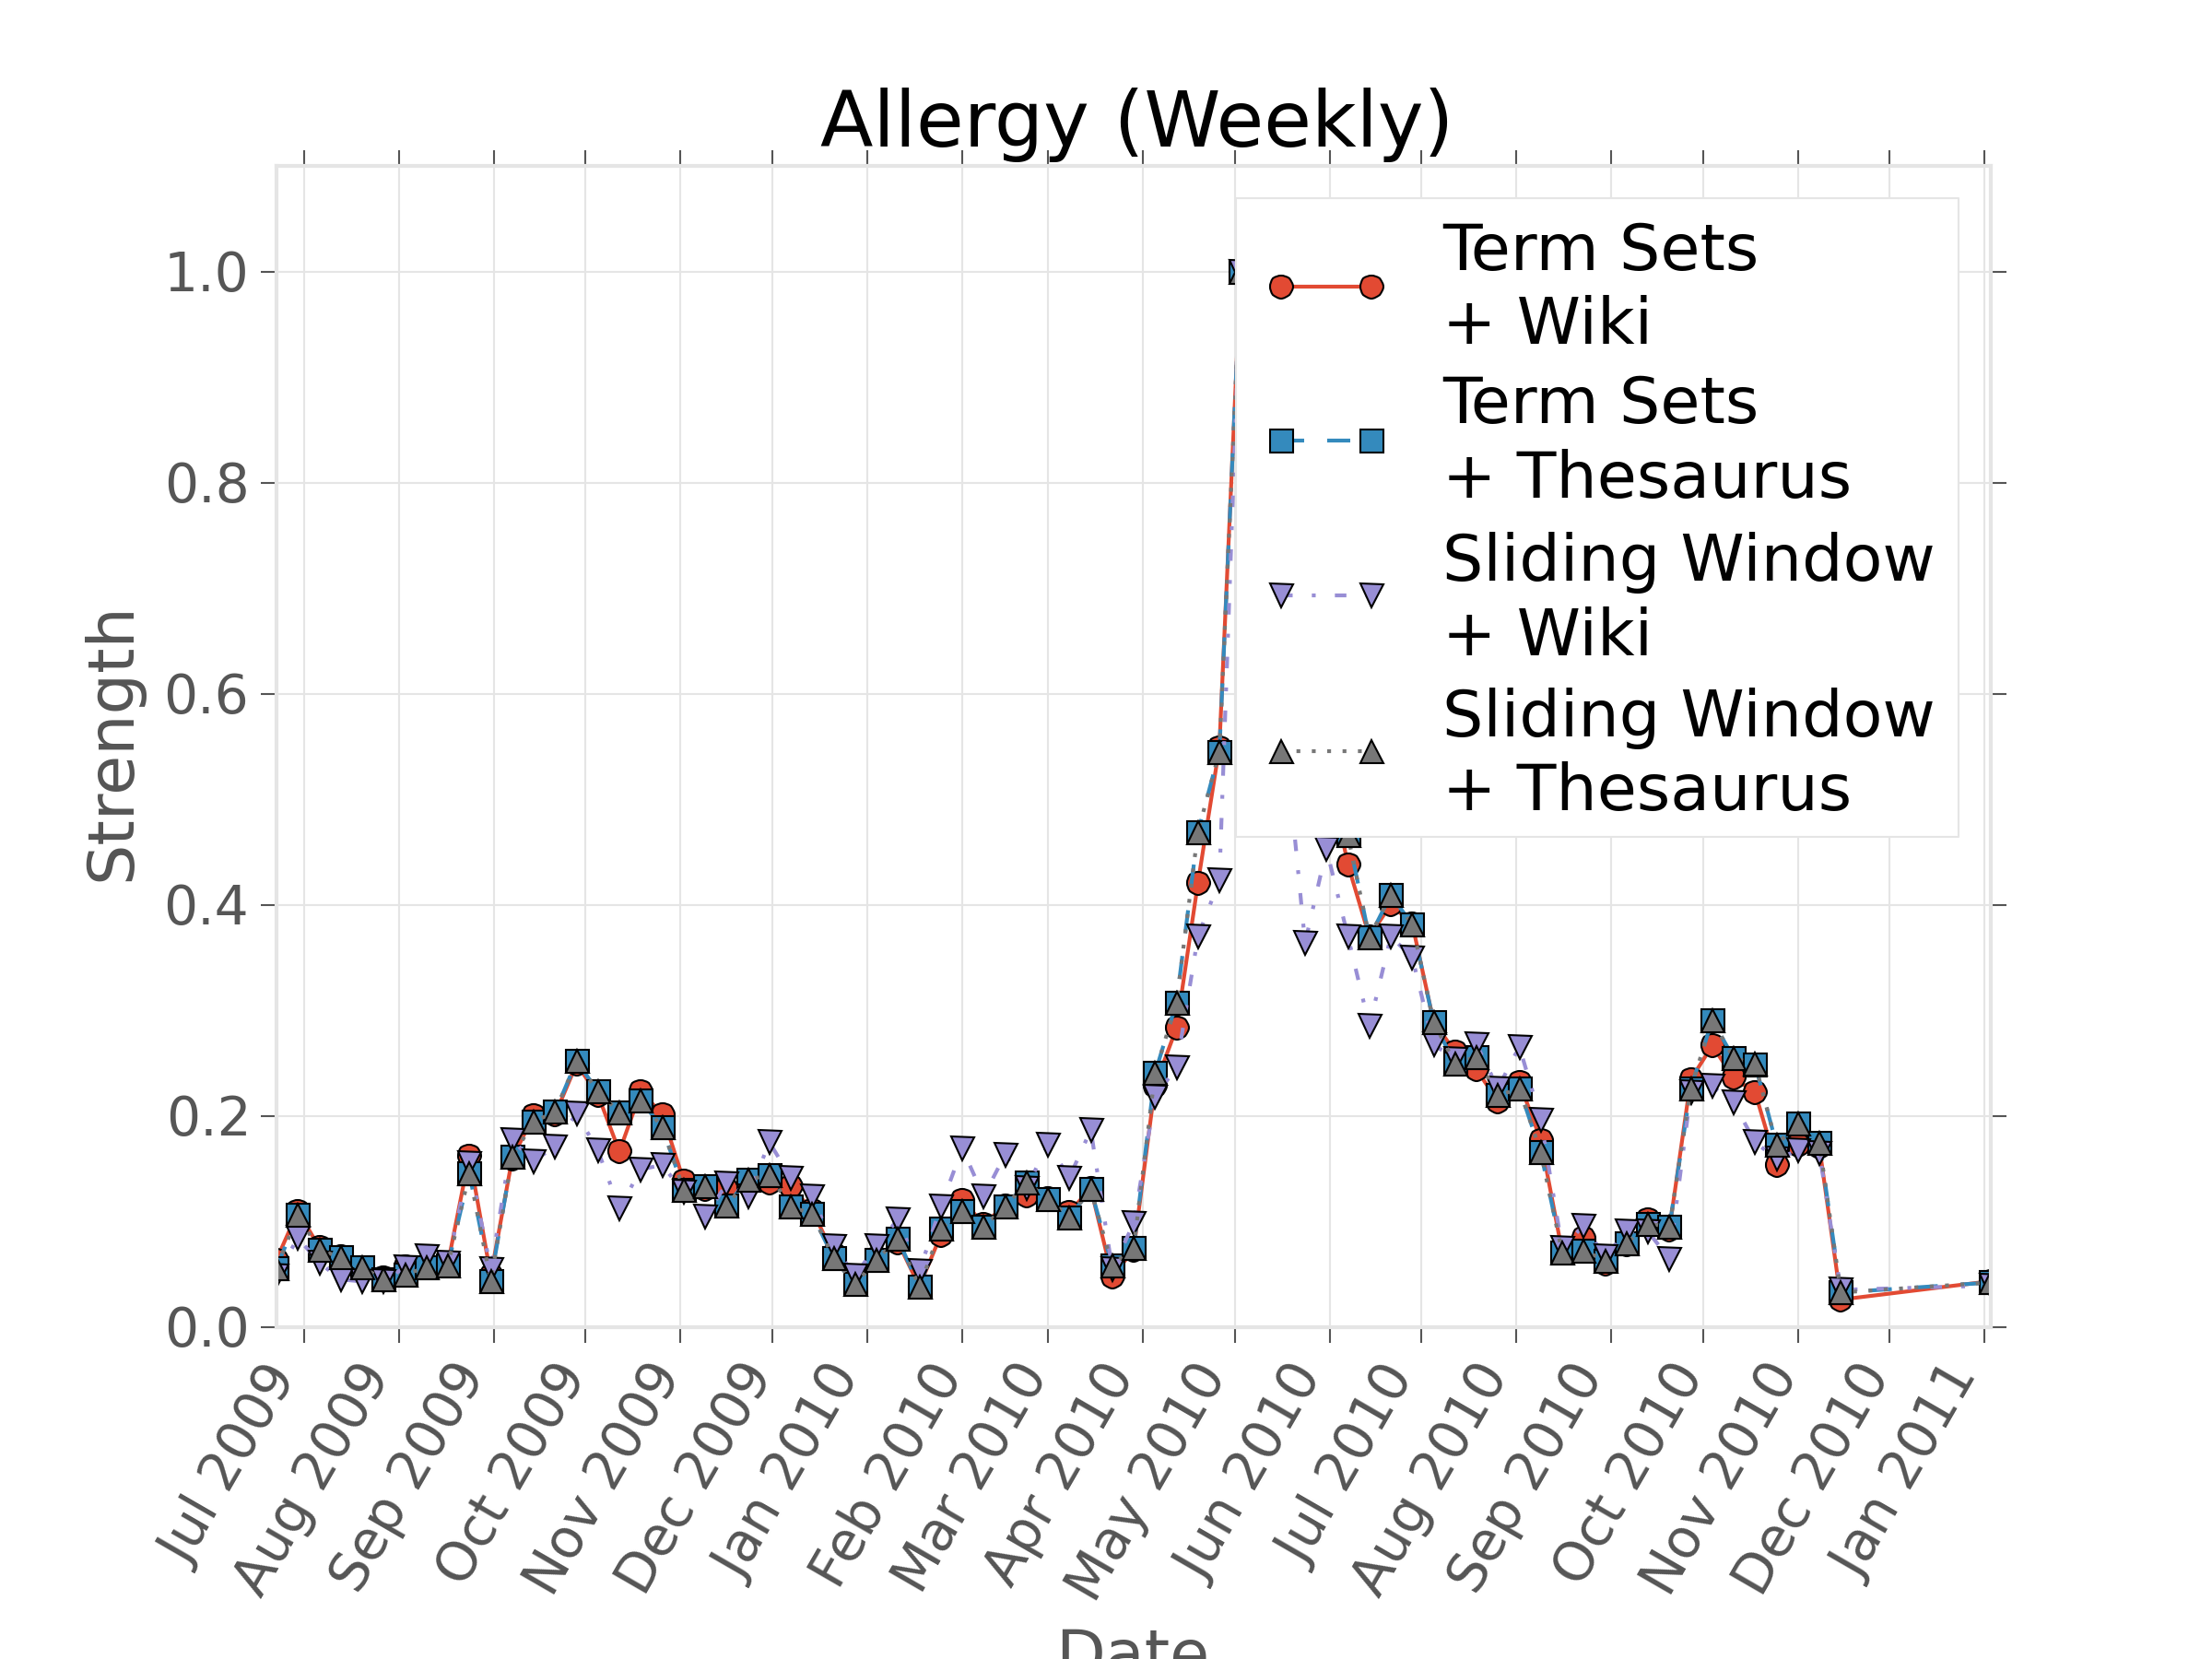 Allergy (Weekly)
Term Sets
+ Wiki
Term Sets
+ Thesaurus
Sliding Window
+ Wiki
Sliding Window
+ Thesaurus
Strength
1.0
0.8
0.6
0.4
0.2
0.0
Jul 2009
Aug 2009
Sep 2009
Oct 2009
Nov 2009
Dec 2009
Jan 2010
Feb 2010
Mar 2010
Apr 2010
May 2010
Jun 2010
Jul 2010
Aug 2010
Sep 2010
Oct 2010
Nov 2010
Dec 2010
Jan 2011
Date